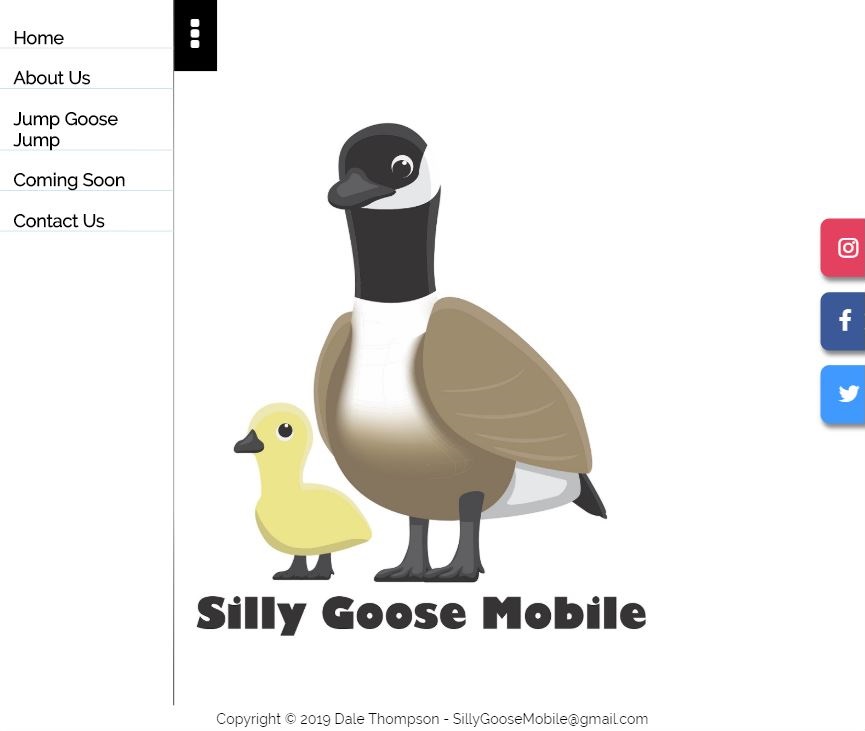 Home
About Us
Jump Goose
Jump
Coming Soon
Contact Us
Silly Goose Mobile
Copyright © 2019 Dale Thompson - SillyGooseMobile@gmail.com